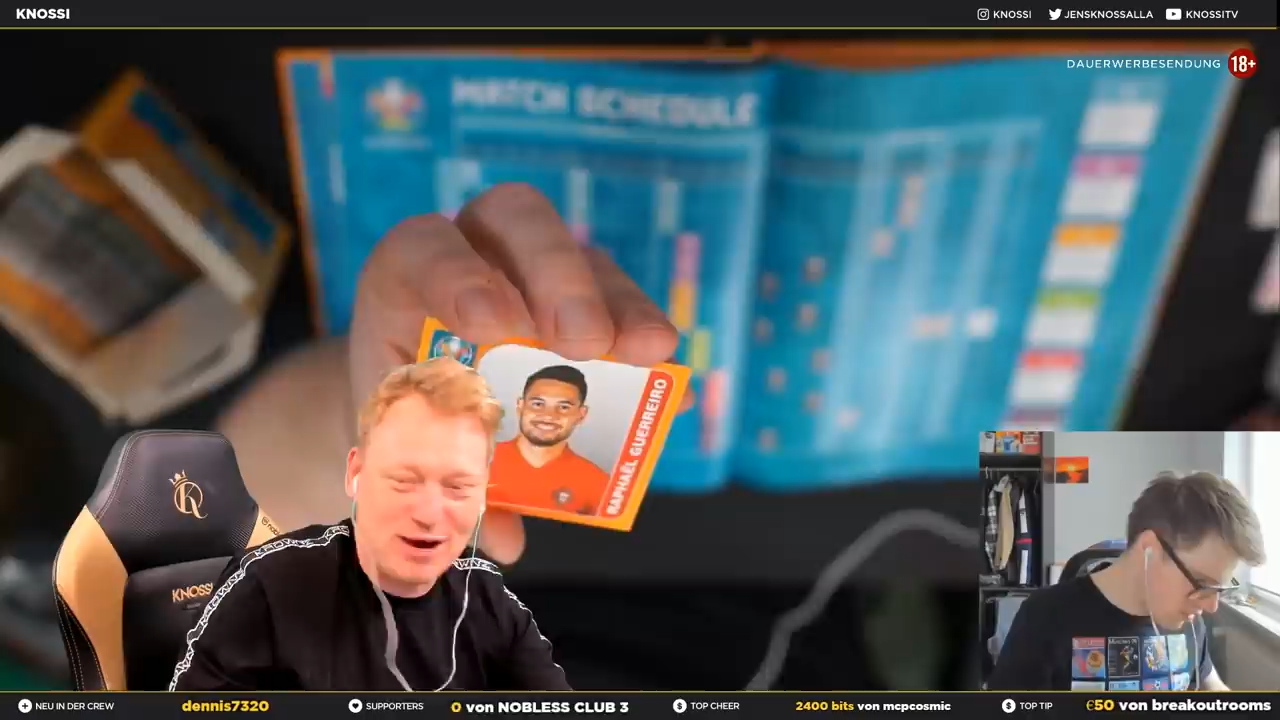 KNOSSI
KNOSSI
JENSKNOSSALLA
KNOSSITV
DAUERWERBESENDUNG 18+
MATCH SCHEDULE
RAPHAËL GUERREIRO
K
KNOSSI
NEU IN DER CREW
dennis7320
SUPPORTERS
0 von NOBLESS CLUB 3
TOP CHEER
2400 bits von mcpcosmic
TOP TIP
€50 von breakoutrooms